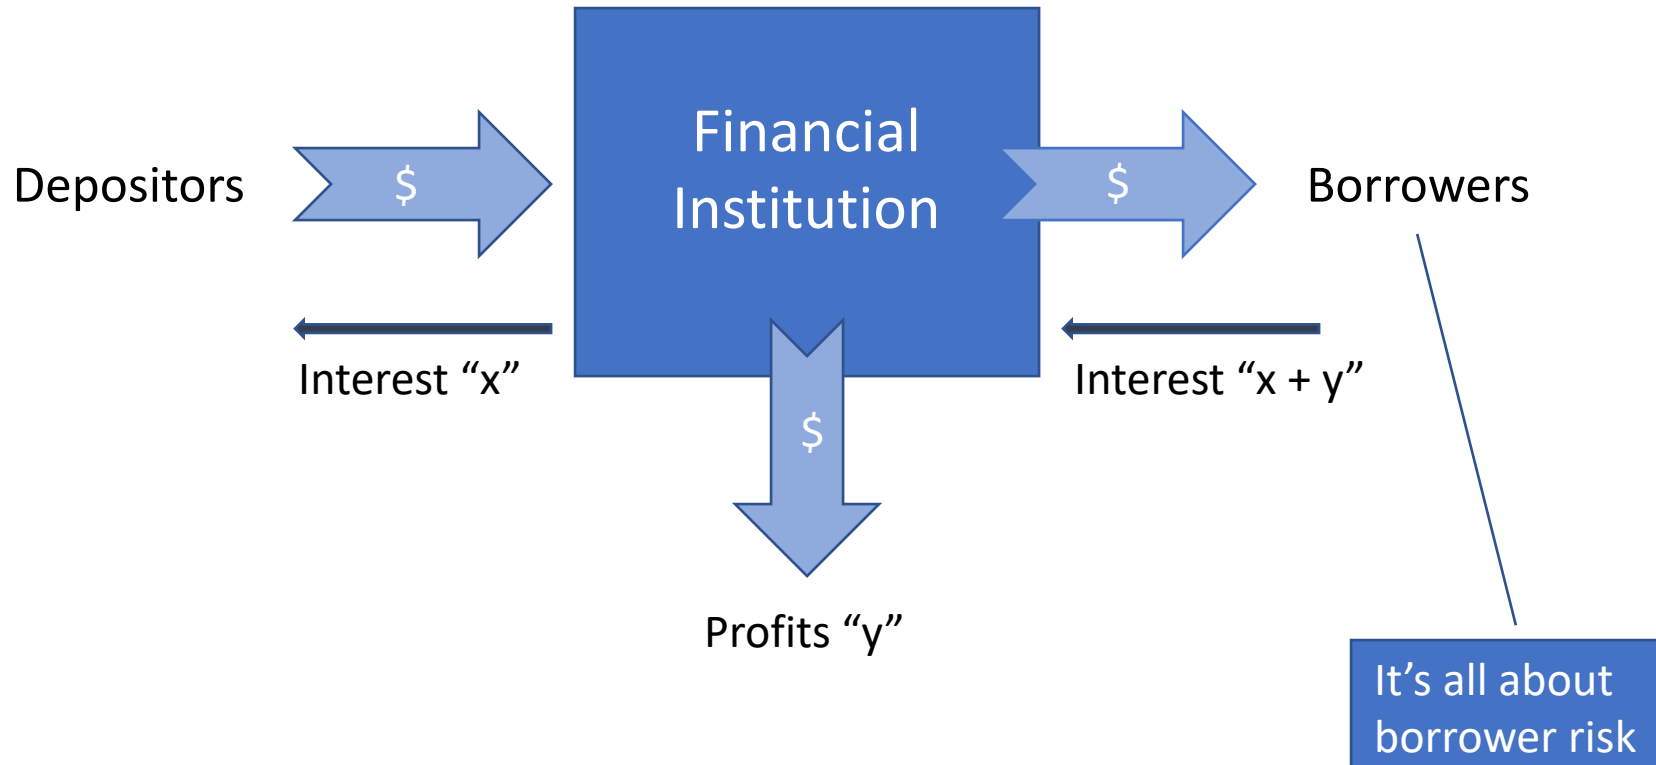 Financial
Institution
Depositors
$
$
Borrowers
Interest “x”
Interest “x + y”
$
Profits “y”
It’s all about
borrower risk